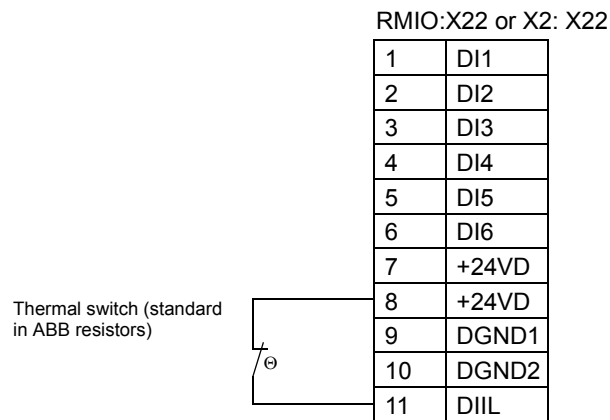 RMIO:X22 or X2: X22
1 DI1
2 DI2
3 DI3
4 DI4
5 DI5
6 DI6
7 +24VD
8 +24VD
9 DGND1
10 DGND2
11 DIIL
Thermal switch (standard
in ABB resistors)
Θ